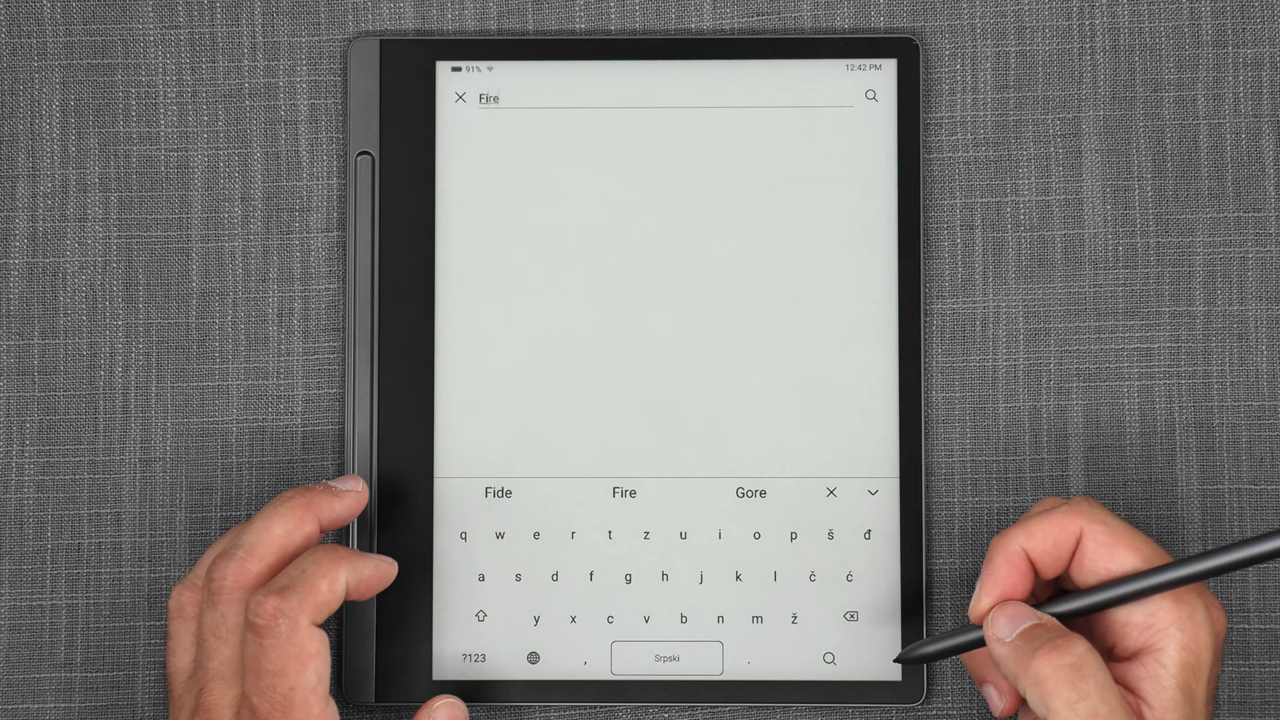 91% 12:42 PM
Fire
Fide Fire Gore
q w e r t z u i o p š đ
a s d f g h j k l č ć
y x c v b n m ž
?123 , Srpski .